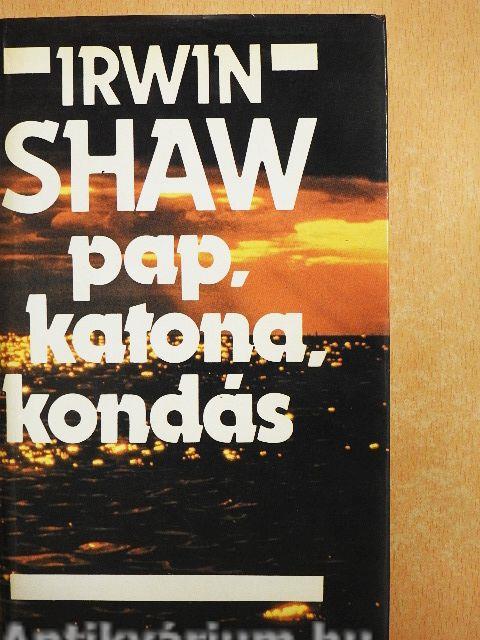 IRWIN
SHAW
pap,
katona,
kondás
Antikvárium.hu